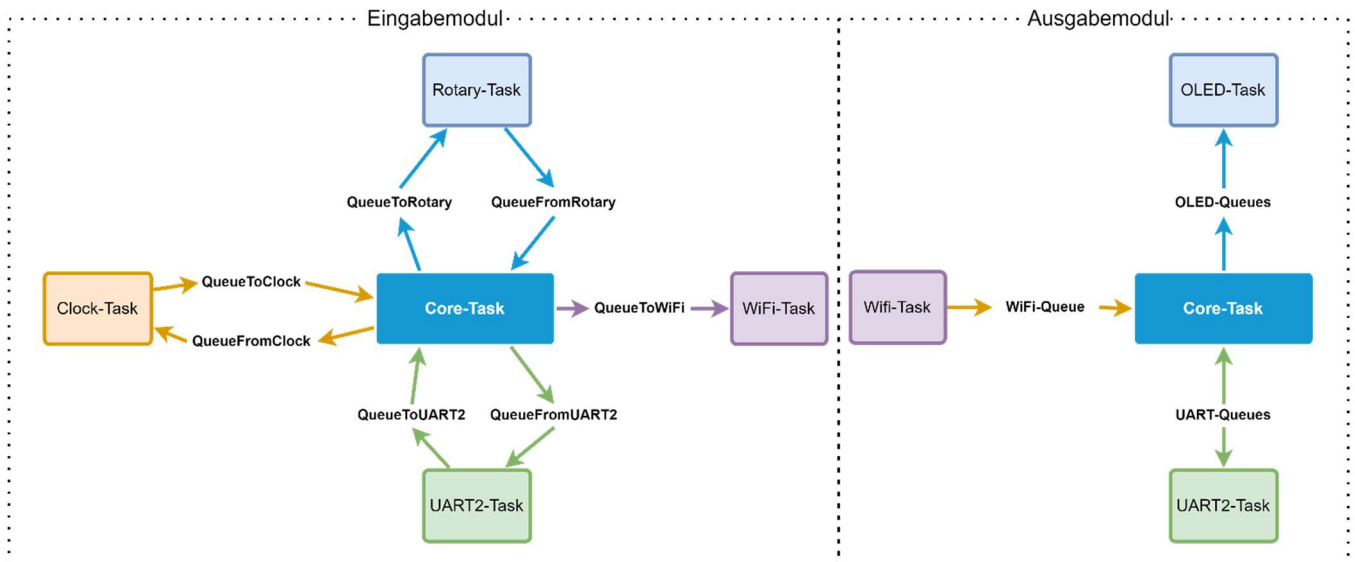 Eingabemodul
Ausgabemodul
Rotary-Task
OLED-Task
QueueToRotary
QueueFromRotary
OLED-Queues
Clock-Task
QueueToClock
QueueFromClock
Core-Task
QueueToWiFi
WiFi-Task
Wifi-Task
WiFi-Queue
Core-Task
QueueToUART2
QueueFromUART2
UART-Queues
UART2-Task
UART2-Task